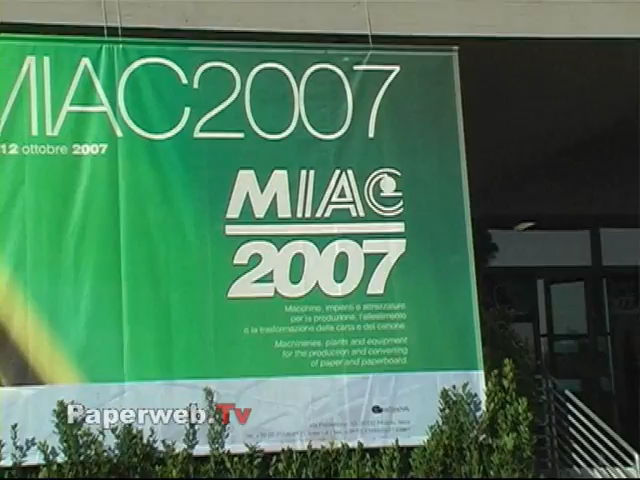 MIAC2007
12 ottobre 2007
MIAC
2007
Macchine, impianti e attrezzature
per la produzione, l'allestimento
e la trasformazione della carta e del cartone.
Machineries, plants and equipment
for the production and converting
of paper and paperboard.
Paperweb.Tv